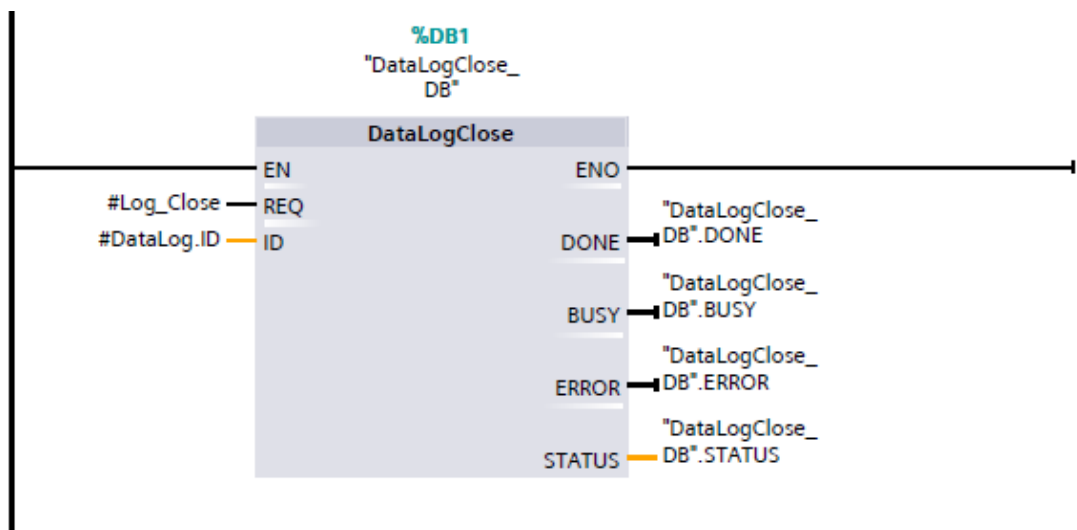 %DB1
"DataLogClose_
DB"
DataLogClose
EN
ENO
#Log_Close
REQ
#DataLog.ID
ID
"DataLogClose_
DONE
DB".DONE
"DataLogClose_
BUSY
DB".BUSY
"DataLogClose_
ERROR
DB".ERROR
"DataLogClose_
STATUS
DB".STATUS